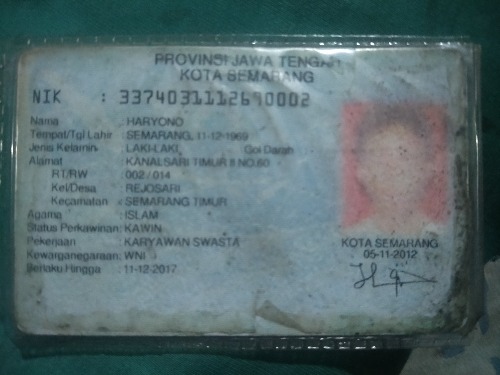 PROVINSI JAWA TENGAH
KOTA SEMARANG
NIK : 3374031112690002
Nama : HARYONO
Tempat/Tgl Lahir : SEMARANG, 11-12-1969
Jenis Kelamin : LAKI-LAKI Gol Darah
Alamat : KANALSARI TIMUR II NO.60
RT/RW : 002 / 014
Kel/Desa : REJOSARI
Kecamatan : SEMARANG TIMUR
Agama : ISLAM
Status Perkawinan: KAWIN
Pekerjaan : KARYAWAN SWASTA
Kewarganegaraan: WNI
Berlaku Hingga : 11-12-2017
KOTA SEMARANG
05-11-2012